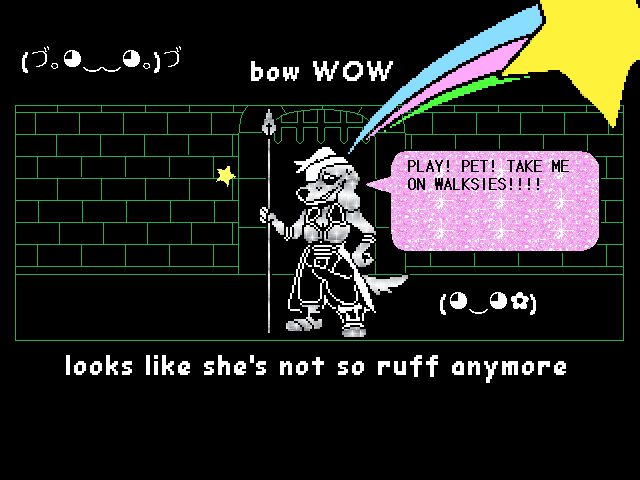 (づ｡◕‿‿◕｡)づ
bow WOW
PLAY! PET! TAKE ME
ON WALKSIES!!!!
(◕‿◕✿)
looks like she's not so ruff anymore